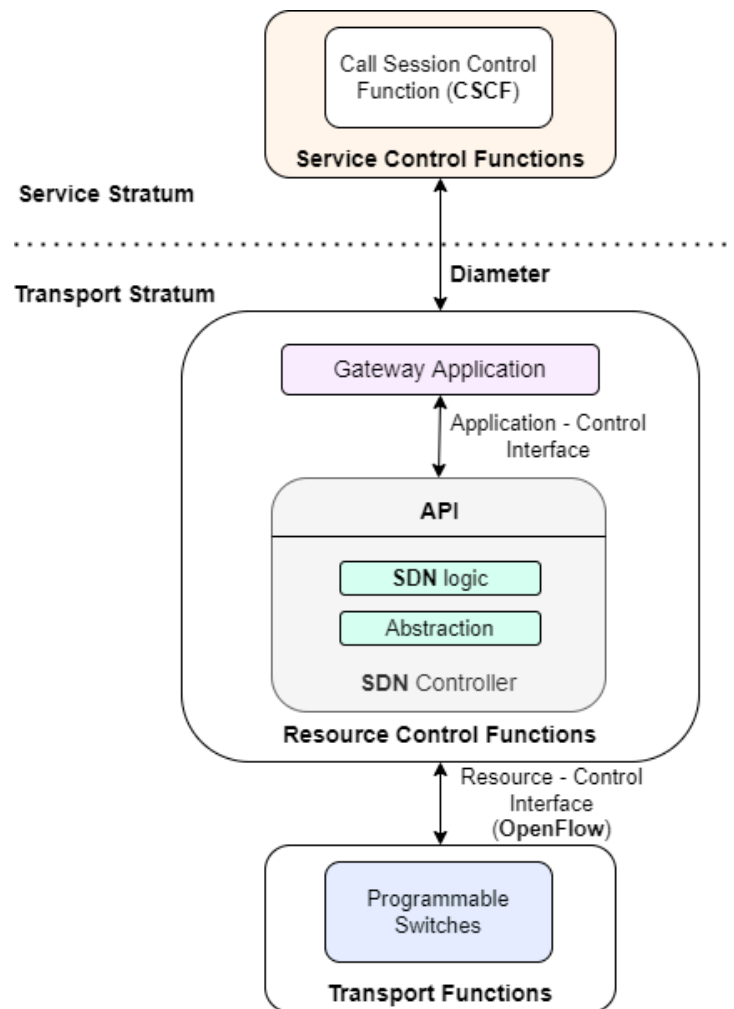 Call Session Control
Function (CSCF)
Service Control Functions
Service Stratum
Diameter
Transport Stratum
Gateway Application
Application - Control
Interface
API
SDN logic
Abstraction
SDN Controller
Resource Control Functions
Resource - Control
Interface
(OpenFlow)
Programmable
Switches
Transport Functions